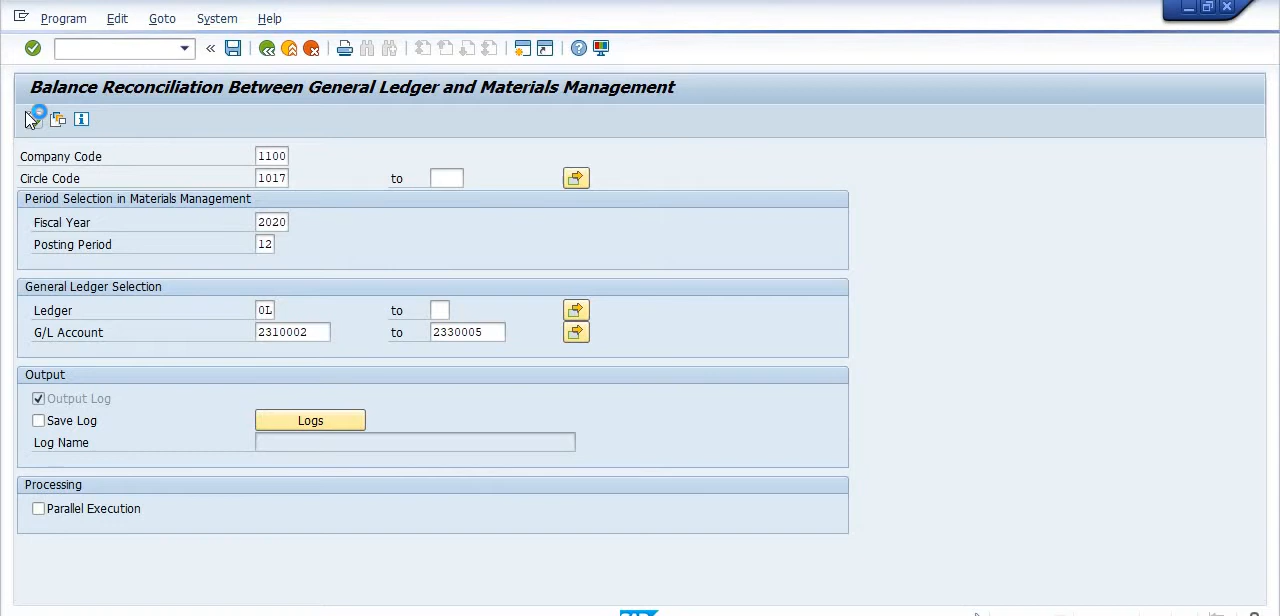 Program Edit Goto System Help
«
Balance Reconciliation Between General Ledger and Materials Management
Company Code 1100
Circle Code 1017 to
Period Selection in Materials Management
Fiscal Year 2020
Posting Period 12
General Ledger Selection
Ledger 0L to
G/L Account 2310002 to 2330005
Output
Output Log
Save Log Logs
Log Name
Processing
Parallel Execution